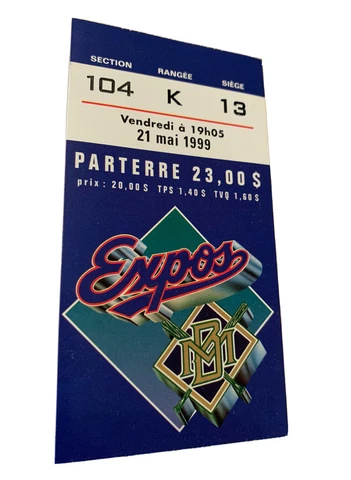 SECTION RANGÉE SIÈGE
104 K 13
Vendredi à 19h05
21 mai 1999
PARTERRE 23,00 $
prix : 20,00 $ TPS 1,40 $ TVQ 1,60 $
Expos
MB